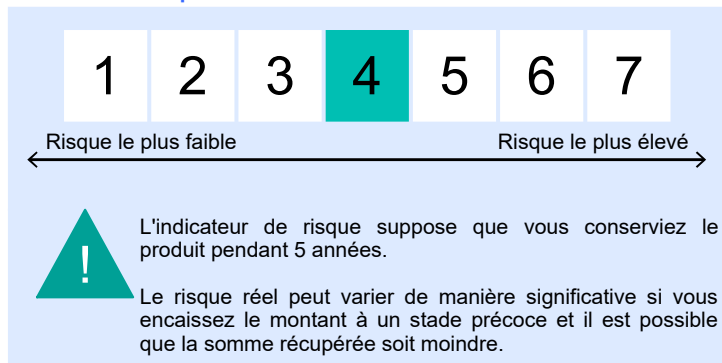 1 2 3 4 5 6 7
Risque le plus faible Risque le plus élevé
!
L'indicateur de risque suppose que vous conserviez le
produit pendant 5 années.
Le risque réel peut varier de manière significative si vous
encaissez le montant à un stade précoce et il est possible
que la somme récupérée soit moindre.